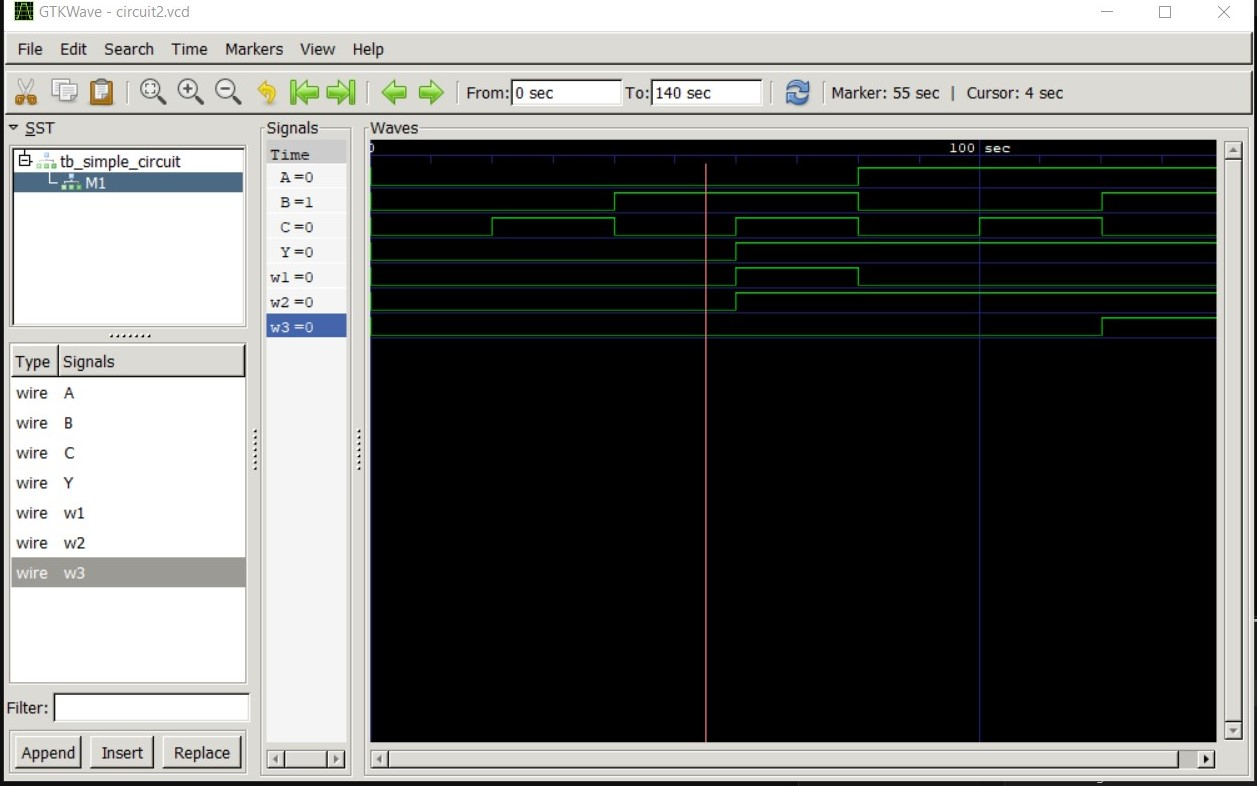 GTKWave - circuit2.vcd
File Edit Search Time Markers View Help
From: 0 sec To: 140 sec Marker: 55 sec | Cursor: 4 sec
SST
tb_simple_circuit
M1
Type Signals
wire A
wire B
wire C
wire Y
wire w1
wire w2
wire w3
Filter:
Append Insert Replace
Signals
Time
A =0
B =1
C =0
Y =0
w1 =0
w2 =0
w3 =0
Waves
0 100 sec